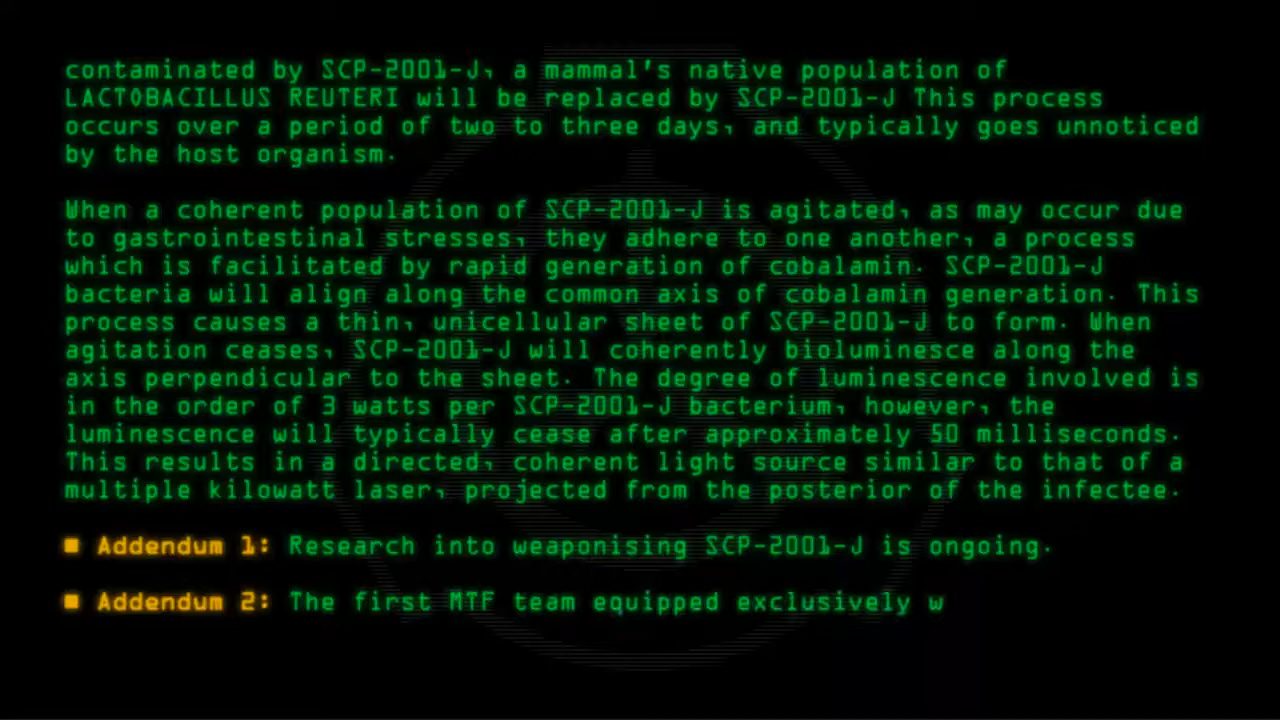 contaminated by SCP-2001-J, a mammal's native population of
LACTOBACILLUS REUTERI will be replaced by SCP-2001-J This process
occurs over a period of two to three days, and typically goes unnoticed
by the host organism.
When a coherent population of SCP-2001-J is agitated, as may occur due
to gastrointestinal stresses, they adhere to one another, a process
which is facilitated by rapid generation of cobalamin. SCP-2001-J
bacteria will align along the common axis of cobalamin generation. This
process causes a thin, unicellular sheet of SCP-2001-J to form. When
agitation ceases, SCP-2001-J will coherently bioluminesce along the
axis perpendicular to the sheet. The degree of luminescence involved is
in the order of 3 watts per SCP-2001-J bacterium, however, the
luminescence will typically cease after approximately 50 milliseconds.
This results in a directed, coherent light source similar to that of a
multiple kilowatt laser, projected from the posterior of the infectee.
■ Addendum 1: Research into weaponising SCP-2001-J is ongoing.
■ Addendum 2: The first MTF team equipped exclusively w